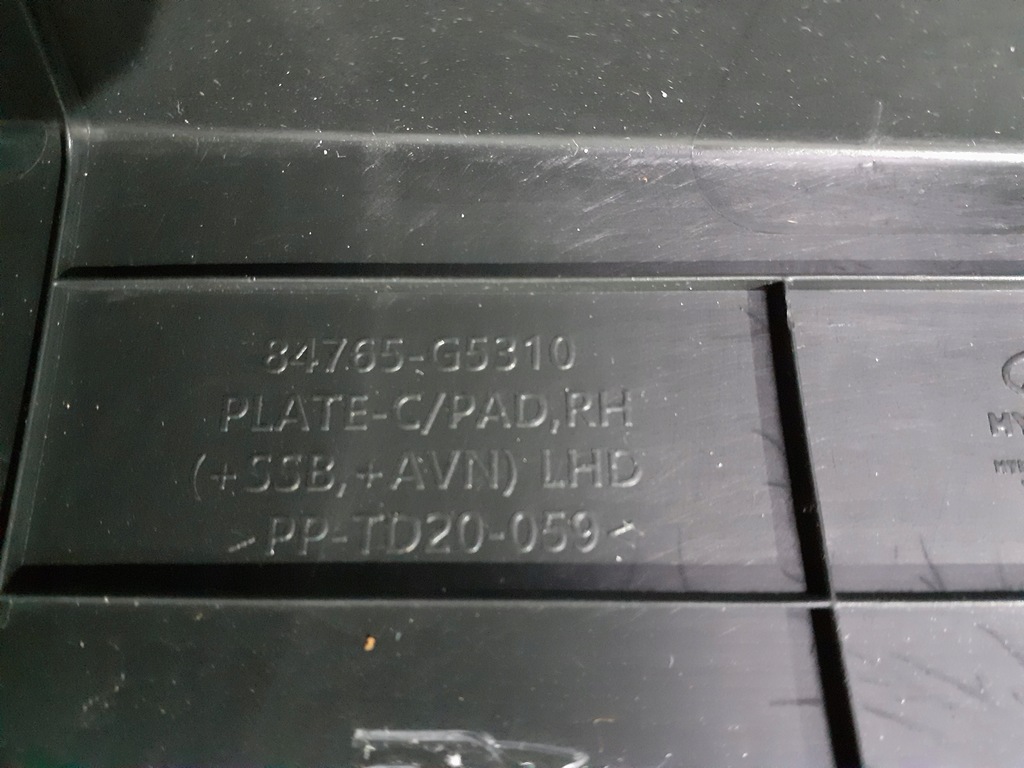 84765-G5310
PLATE-C/PAD,RH
(+SSB,+AVN) LHD
>PP-TD20-059<